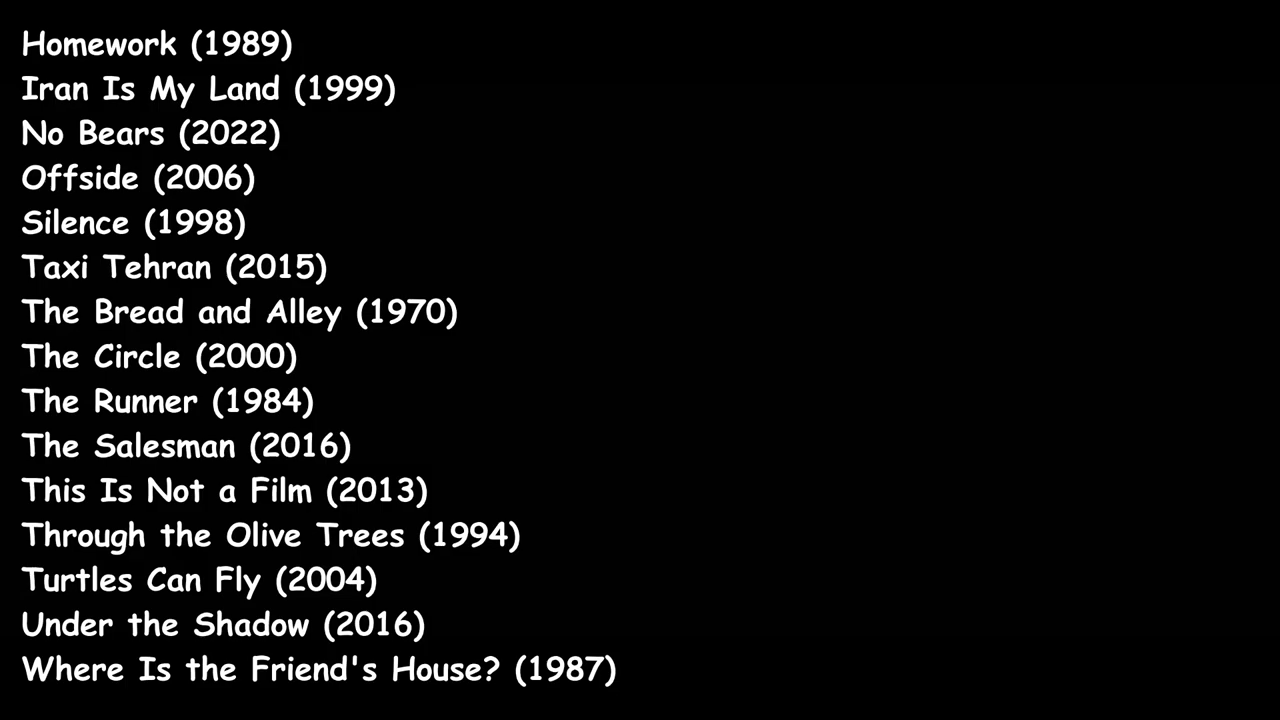 Homework (1989)
Iran Is My Land (1999)
No Bears (2022)
Offside (2006)
Silence (1998)
Taxi Tehran (2015)
The Bread and Alley (1970)
The Circle (2000)
The Runner (1984)
The Salesman (2016)
This Is Not a Film (2013)
Through the Olive Trees (1994)
Turtles Can Fly (2004)
Under the Shadow (2016)
Where Is the Friend's House? (1987)